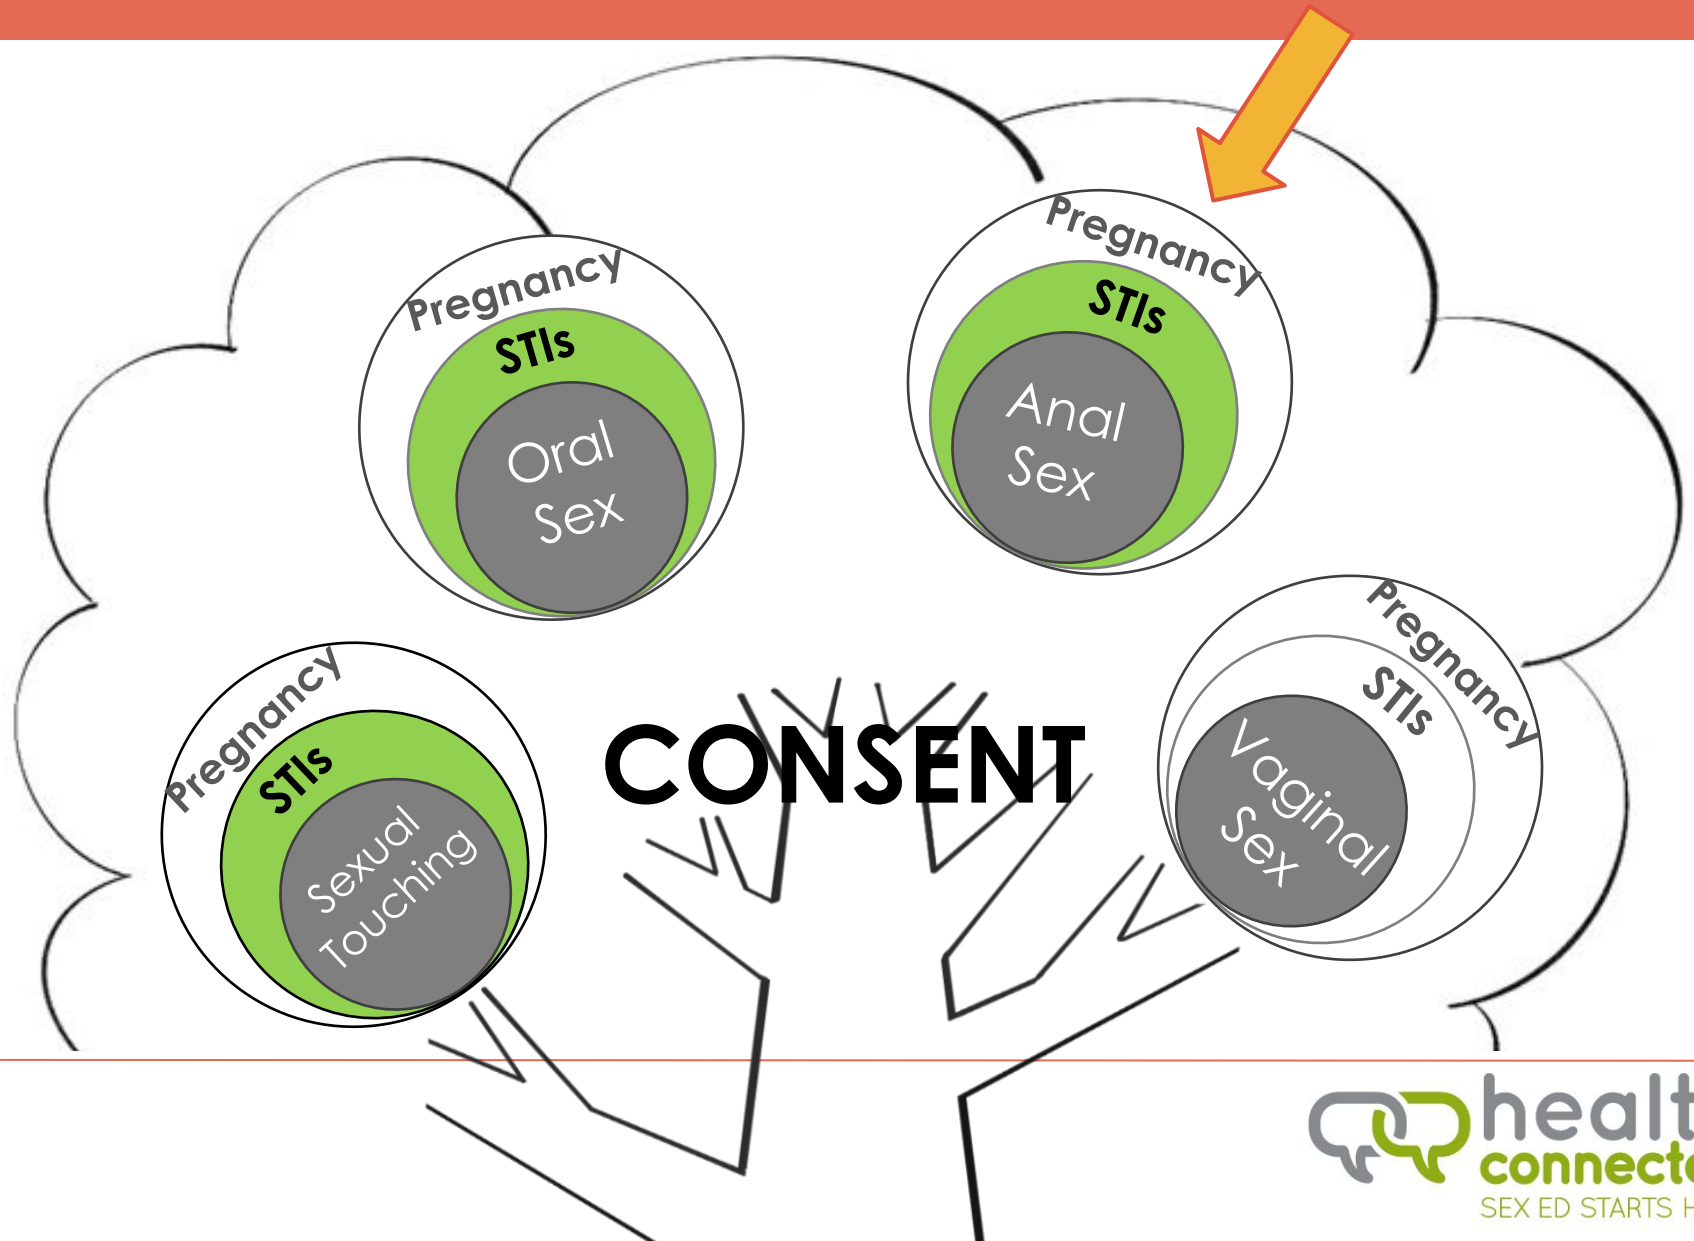 Pregnancy
STIs
Oral
Sex
Pregnancy
STIs
Anal
Sex
Pregnancy
STIs
Sexual
Touching
CONSENT
Pregnancy
STIs
Vaginal
Sex
healt
connecte
SEX ED STARTS H